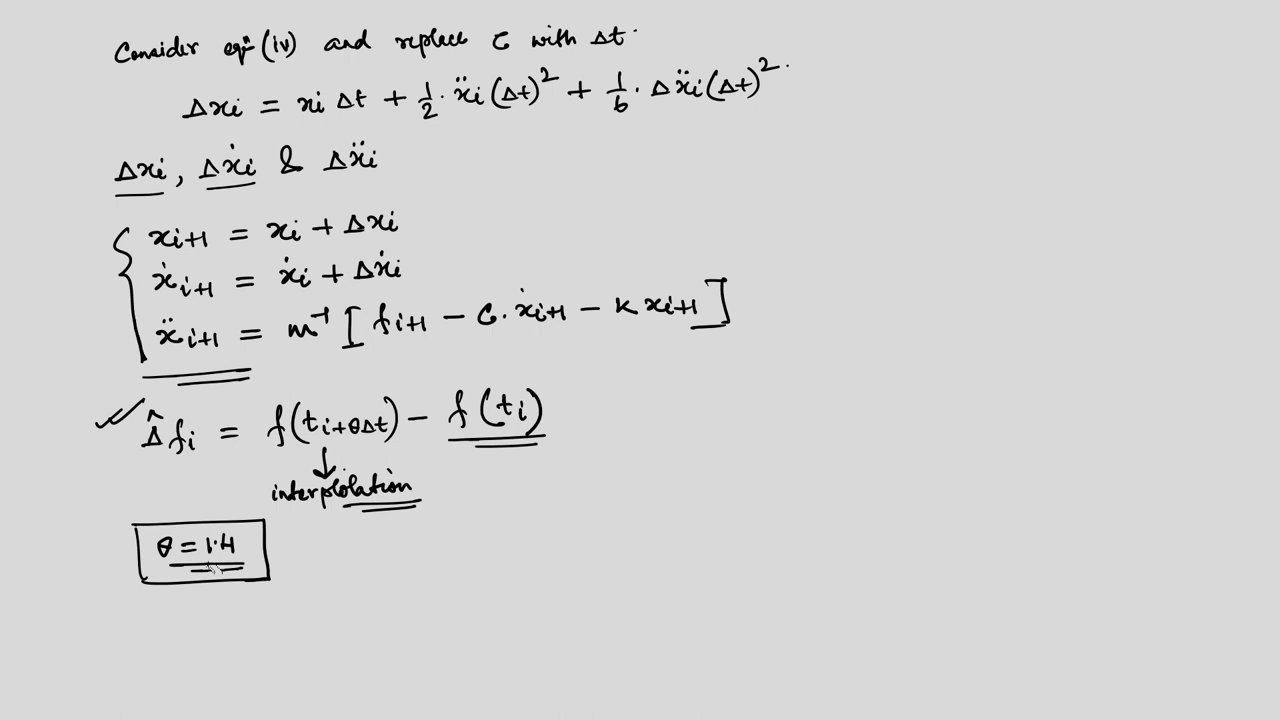 Consider eqⁿ (iv) and replace τ with Δt.
Δxi = xi Δt + 1/2 · ẍi (Δt)² + 1/6 · Δẍi (Δt)².
Δxi, Δẋi & Δẍi
xi+1 = xi + Δxi
ẋi+1 = ẋi + Δẋi
ẍi+1 = m⁻¹ [ fi+1 − C · ẋi+1 − K xi+1 ]
Δ̂fi = f(ti+θΔt) − f(ti)
interplolation
θ = 1.4